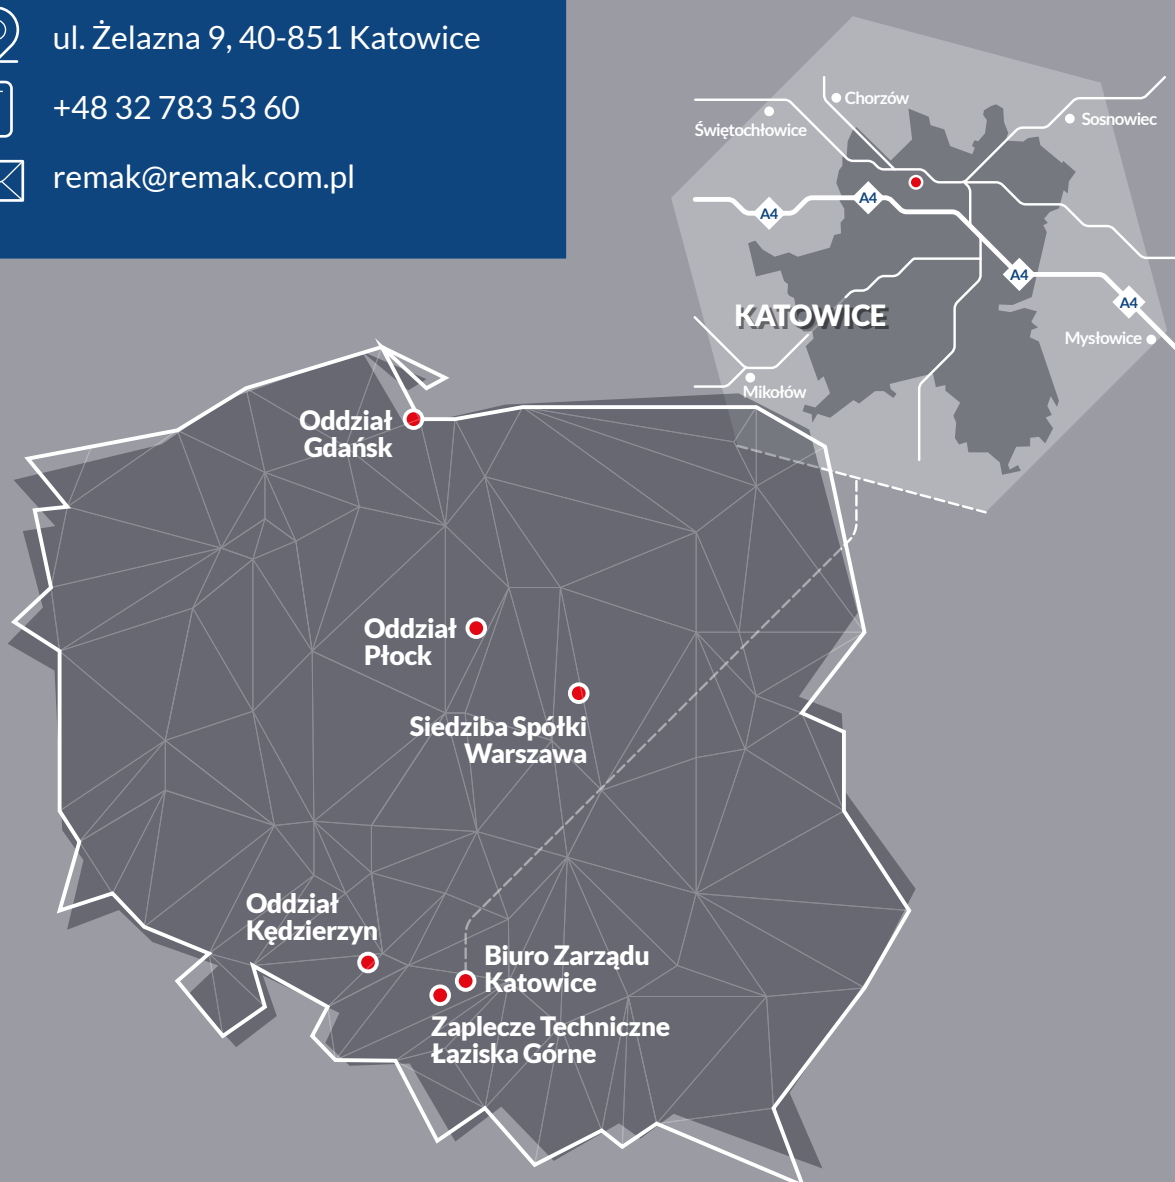 ul. Żelazna 9, 40-851 Katowice
+48 32 783 53 60
remak@remak.com.pl
Chorzów
Świętochłowice
Sosnowiec
A4
A4
A4
A4
KATOWICE
Mysłowice
Mikołów
Oddział
Gdańsk
Oddział
Płock
Siedziba Spółki
Warszawa
Oddział
Kędzierzyn
Biuro Zarządu
Katowice
Zaplecze Techniczne
Łaziska Górne